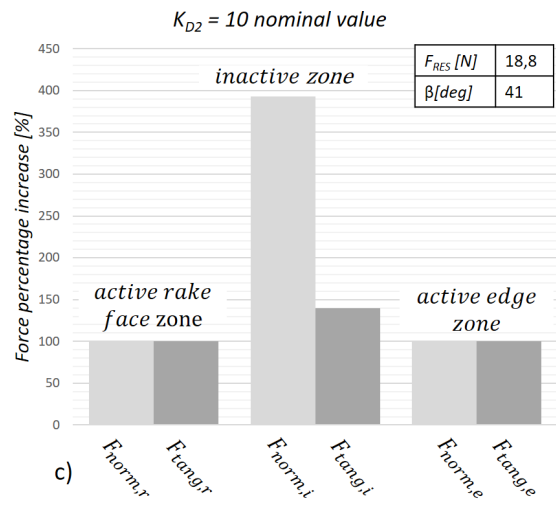 K_D2 = 10 nominal value
F_RES [N] 18,8
β[deg] 41
Force percentage increase [%]
450
400
350
300
250
200
150
100
50
0
inactive zone
active rake
face zone
active edge
zone
F_norm,r
F_tang,r
F_norm,i
F_tang,i
F_norm,e
F_tang,e
c)